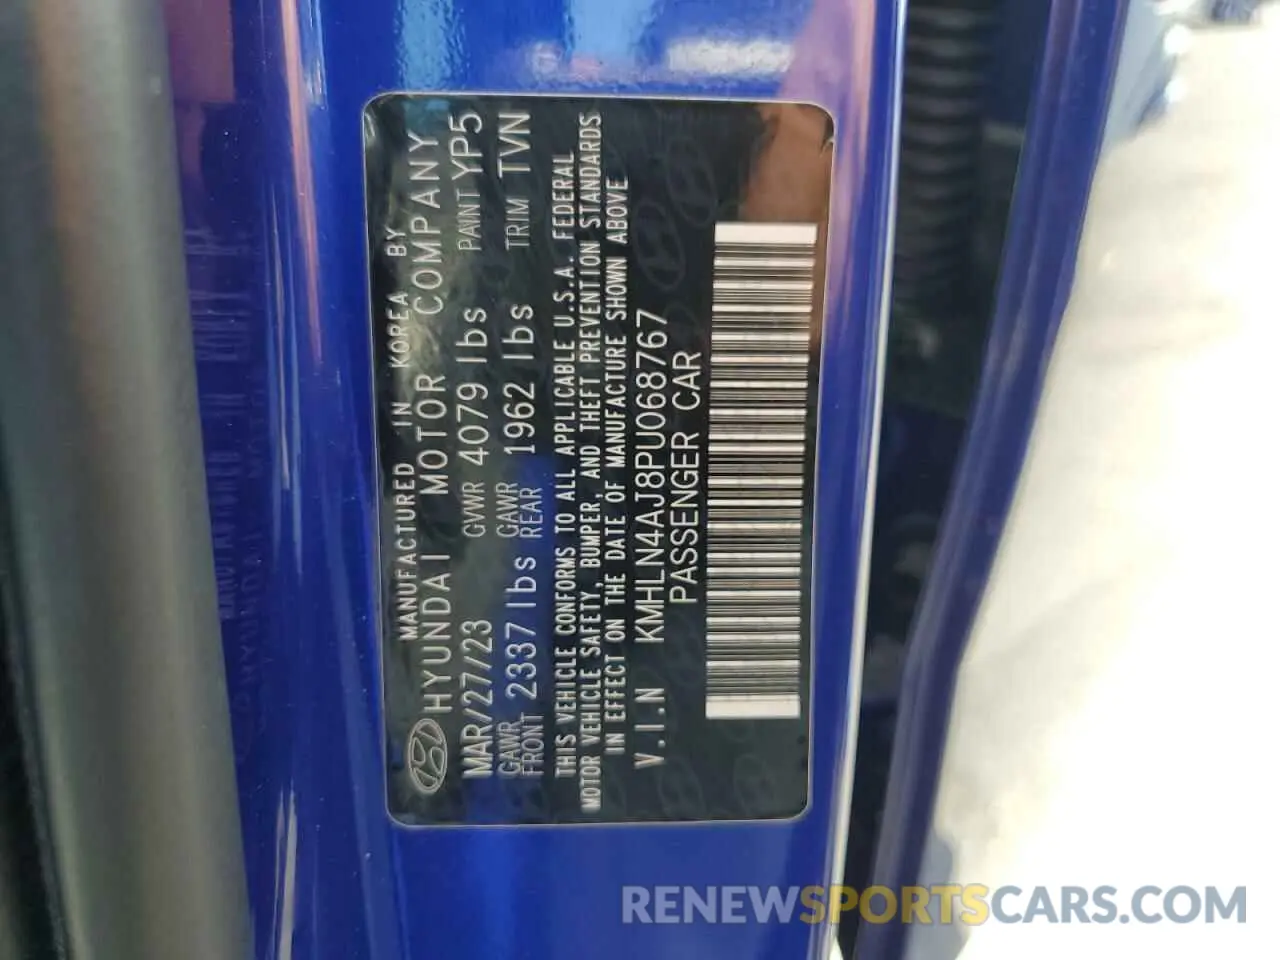 MANUFACTURED IN KOREA BY
HYUNDAI MOTOR COMPANY
MAR/27/23 GVWR 4079 lbs PAINT YP5
GAWR FRONT 2337 lbs GAWR REAR 1962 lbs TRIM TVN
THIS VEHICLE CONFORMS TO ALL APPLICABLE U.S.A. FEDERAL
MOTOR VEHICLE SAFETY, BUMPER, AND THEFT PREVENTION STANDARDS
IN EFFECT ON THE DATE OF MANUFACTURE SHOWN ABOVE
V.I.N KMHLN4AJ8PU068767
PASSENGER CAR
RENEWSPORTSCARS.COM